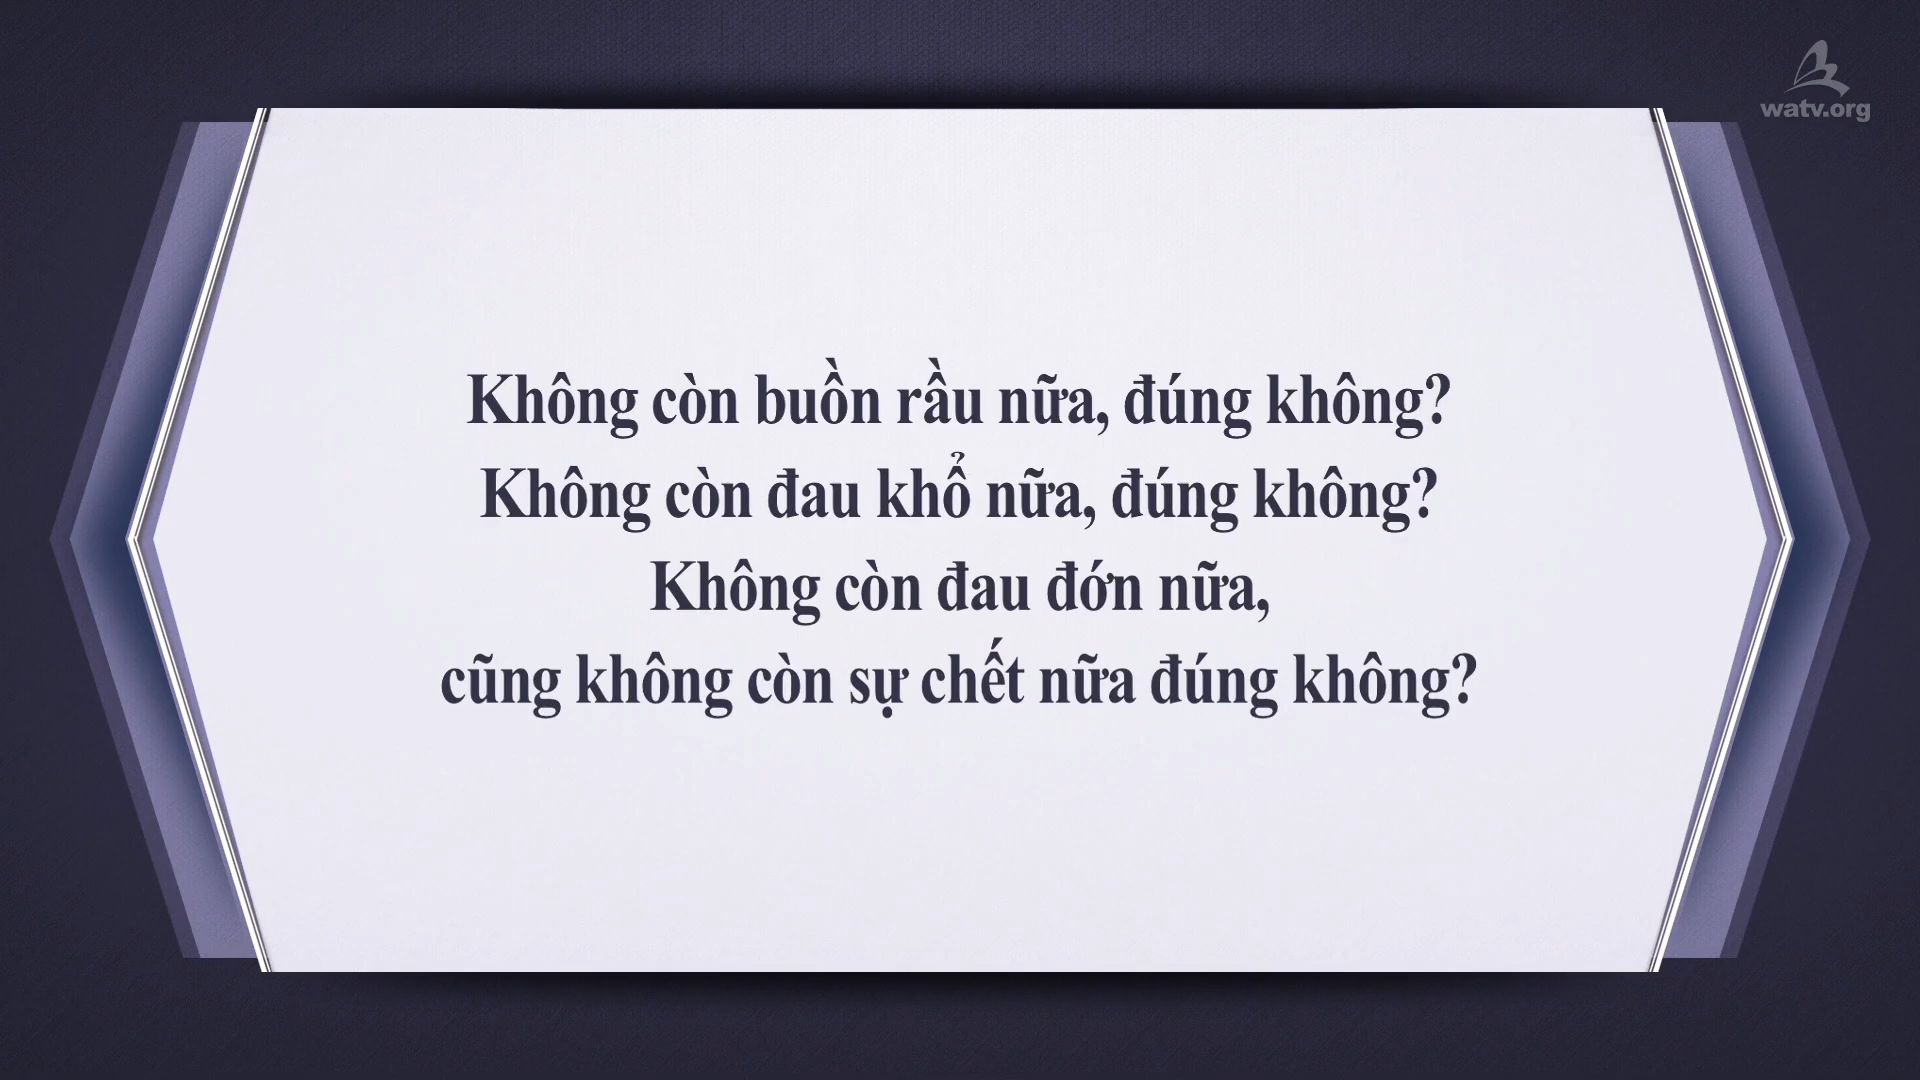 watv.org
Không còn buồn rầu nữa, đúng không?
Không còn đau khổ nữa, đúng không?
Không còn đau đớn nữa,
cũng không còn sự chết nữa đúng không?